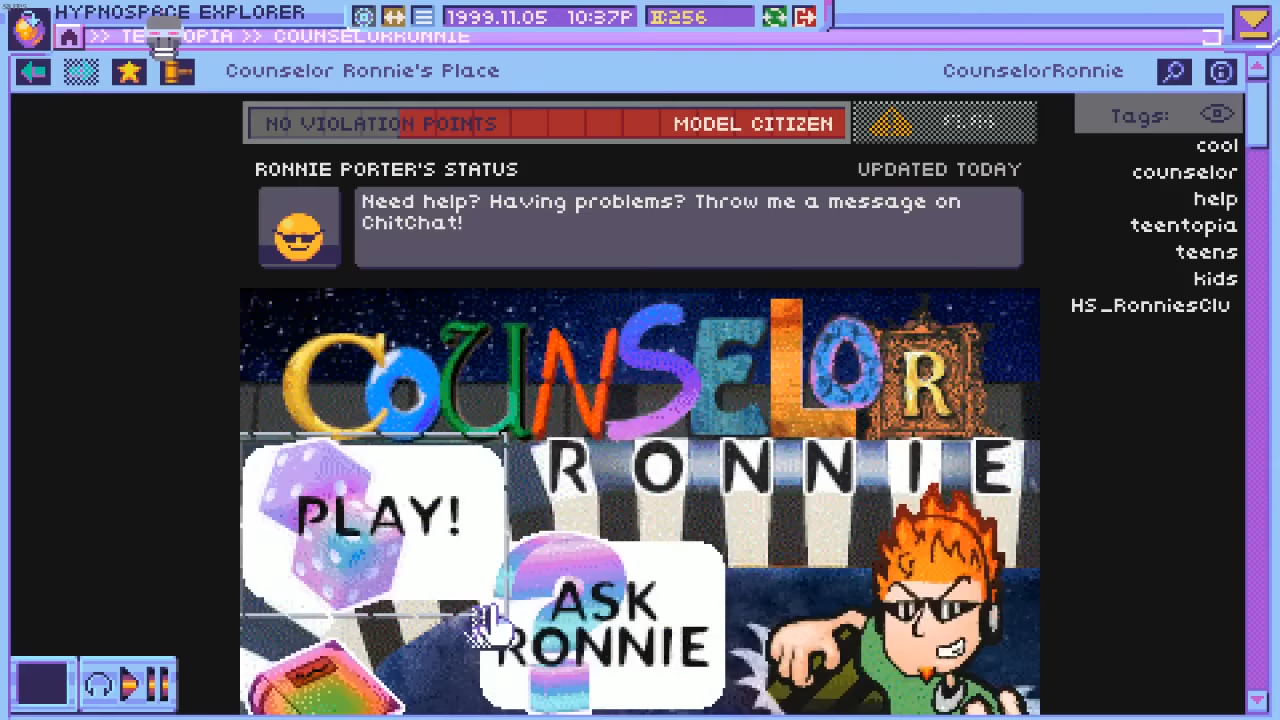 HYPNOSPACE EXPLORER
1999.11.05 10:37P
256
>> TE OPIA >> COUNSELORRONNIE
Counselor Ronnie's Place
CounselorRonnie
NO VIOLATION POINTS
MODEL CITIZEN
Tags:
cool
counselor
help
teentopia
teens
kids
HS_RonniesClu
RONNIE PORTER'S STATUS
UPDATED TODAY
Need help? Having problems? Throw me a message on
ChitChat!
COUNSELOR
RONNIE
PLAY!
ASK
RONNIE